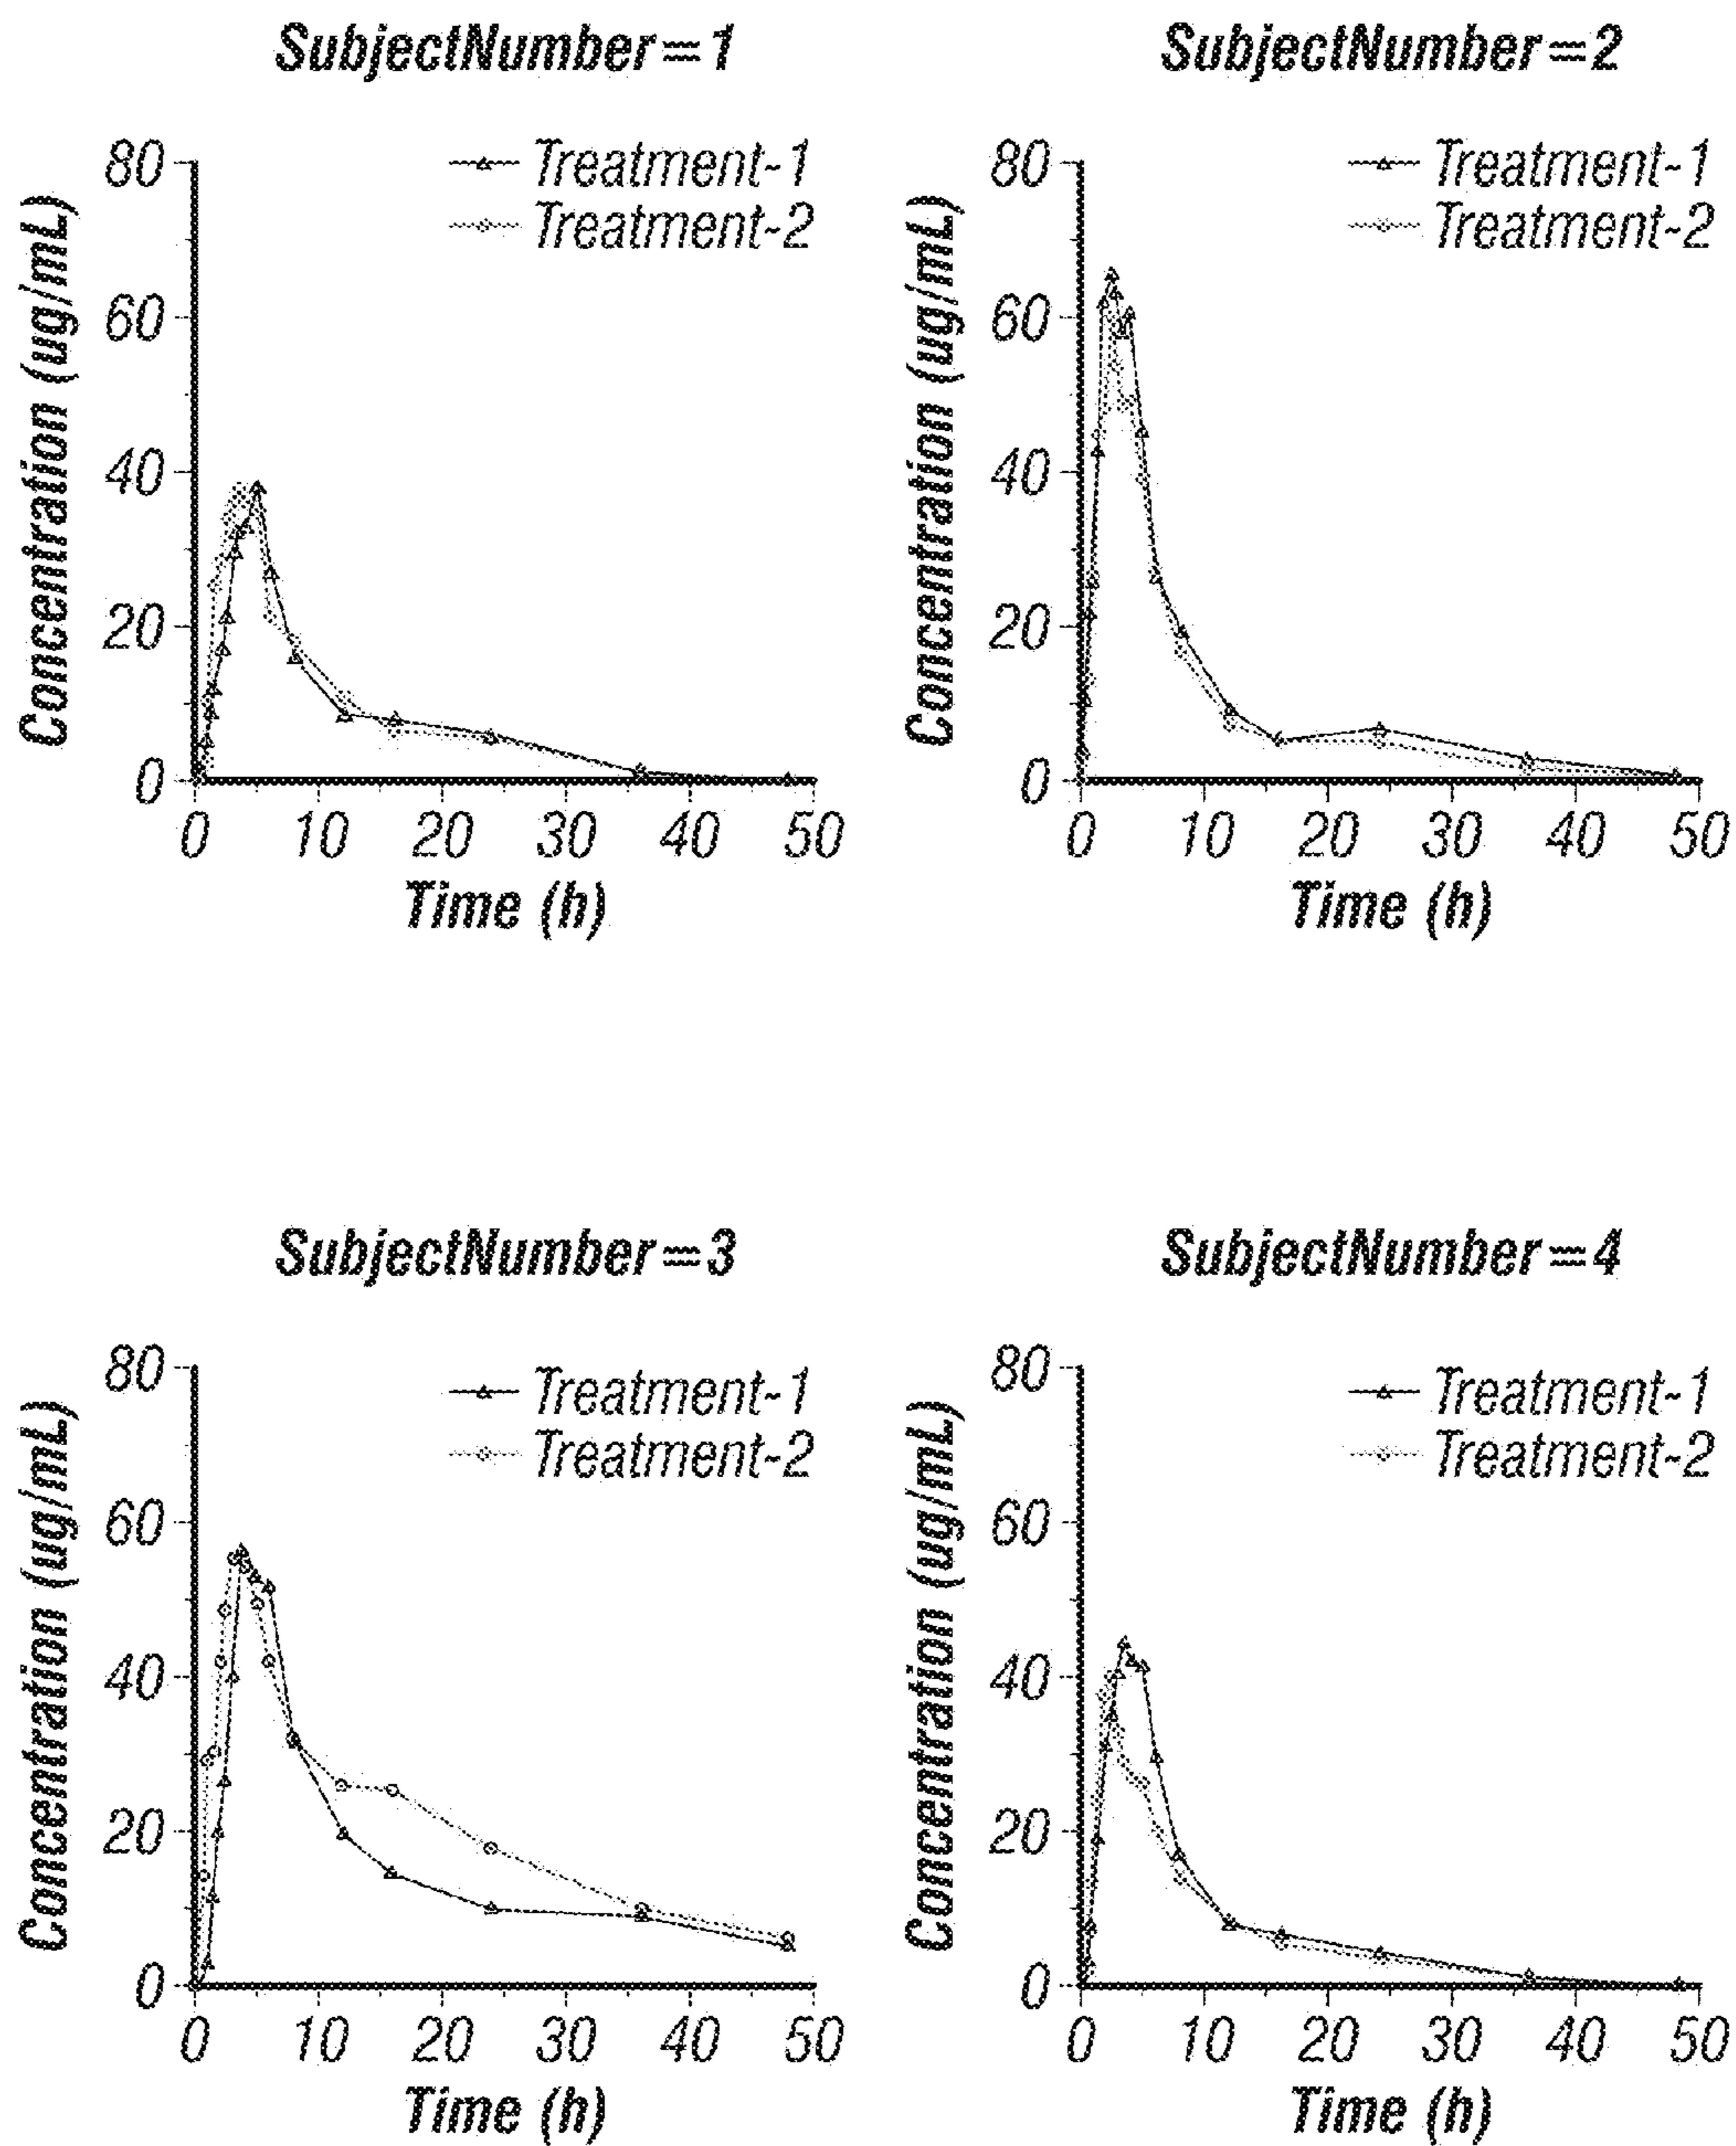 SubjectNumber=1
Treatment-1
Treatment-2
Concentration (ug/mL)
80
60
40
20
0
0 10 20 30 40 50
Time (h)
SubjectNumber=2
Treatment-1
Treatment-2
Concentration (ug/mL)
80
60
40
20
0
0 10 20 30 40 50
Time (h)
SubjectNumber=3
Treatment-1
Treatment-2
Concentration (ug/mL)
80
60
40
20
0
0 10 20 30 40 50
Time (h)
SubjectNumber=4
Treatment-1
Treatment-2
Concentration (ug/mL)
80
60
40
20
0
0 10 20 30 40 50
Time (h)